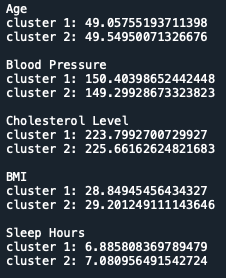 Age
cluster 1: 49.05755193711398
cluster 2: 49.54950071326676
Blood Pressure
cluster 1: 150.40398652442448
cluster 2: 149.29928673323823
Cholesterol Level
cluster 1: 223.7992700729927
cluster 2: 225.66162624821683
BMI
cluster 1: 28.84945456434327
cluster 2: 29.201249111143646
Sleep Hours
cluster 1: 6.885808369789479
cluster 2: 7.080956491542724